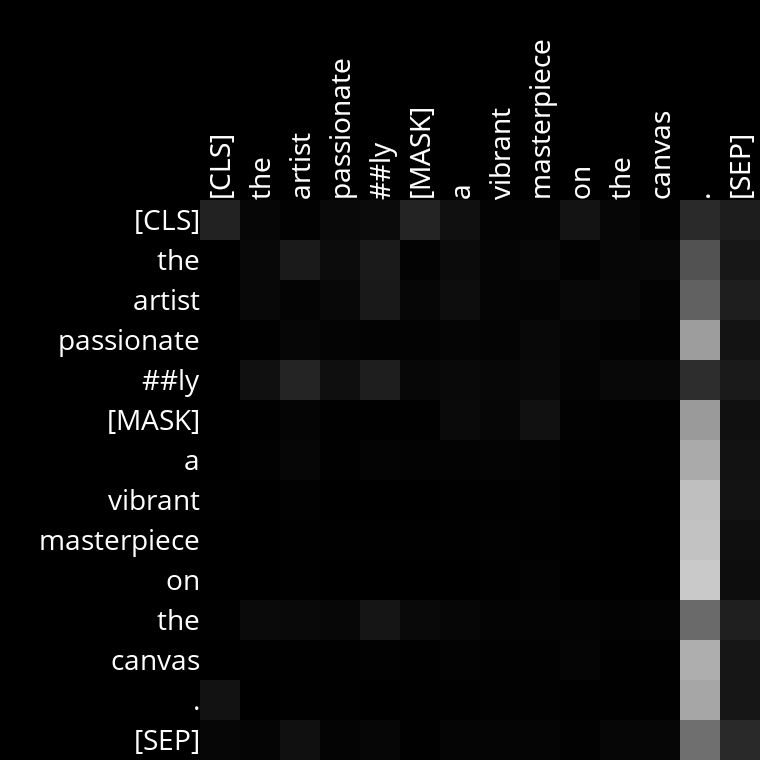 [CLS] the artist passionate ##ly [MASK] a vibrant masterpiece on the canvas . [SEP]
[CLS]
the
artist
passionate
##ly
[MASK]
a
vibrant
masterpiece
on
the
canvas
.
[SEP]